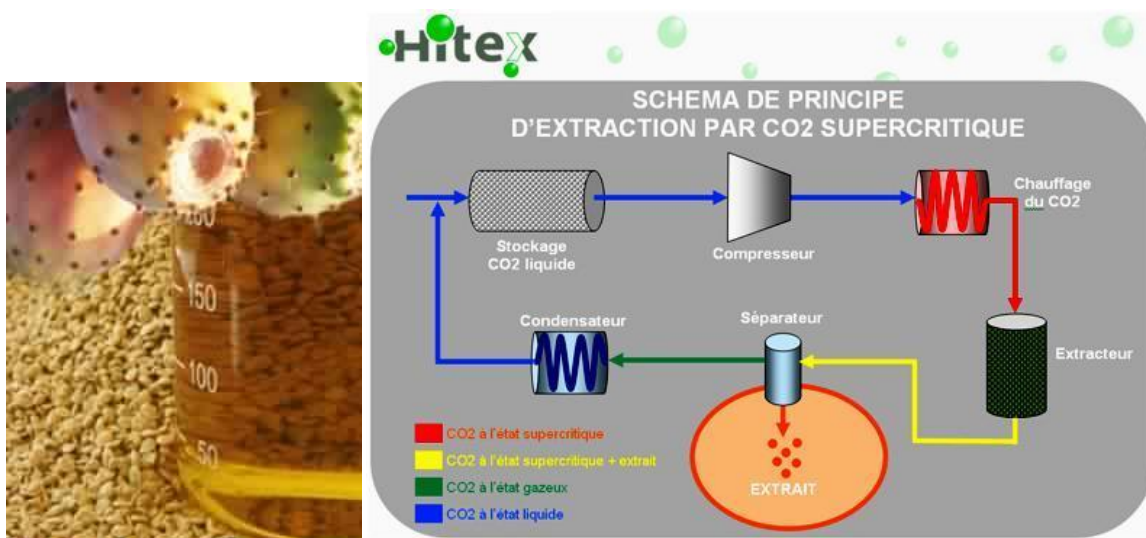 Hitex
SCHEMA DE PRINCIPE
D'EXTRACTION PAR CO2 SUPERCRITIQUE
Stockage
CO2 liquide
Compresseur
Chauffage
du CO2
Condensateur
Séparateur
Extracteur
EXTRAIT
CO2 à l'état supercritique
CO2 à l'état supercritique + extrait
CO2 à l'état gazeux
CO2 à l'état liquide
200
150
100
50